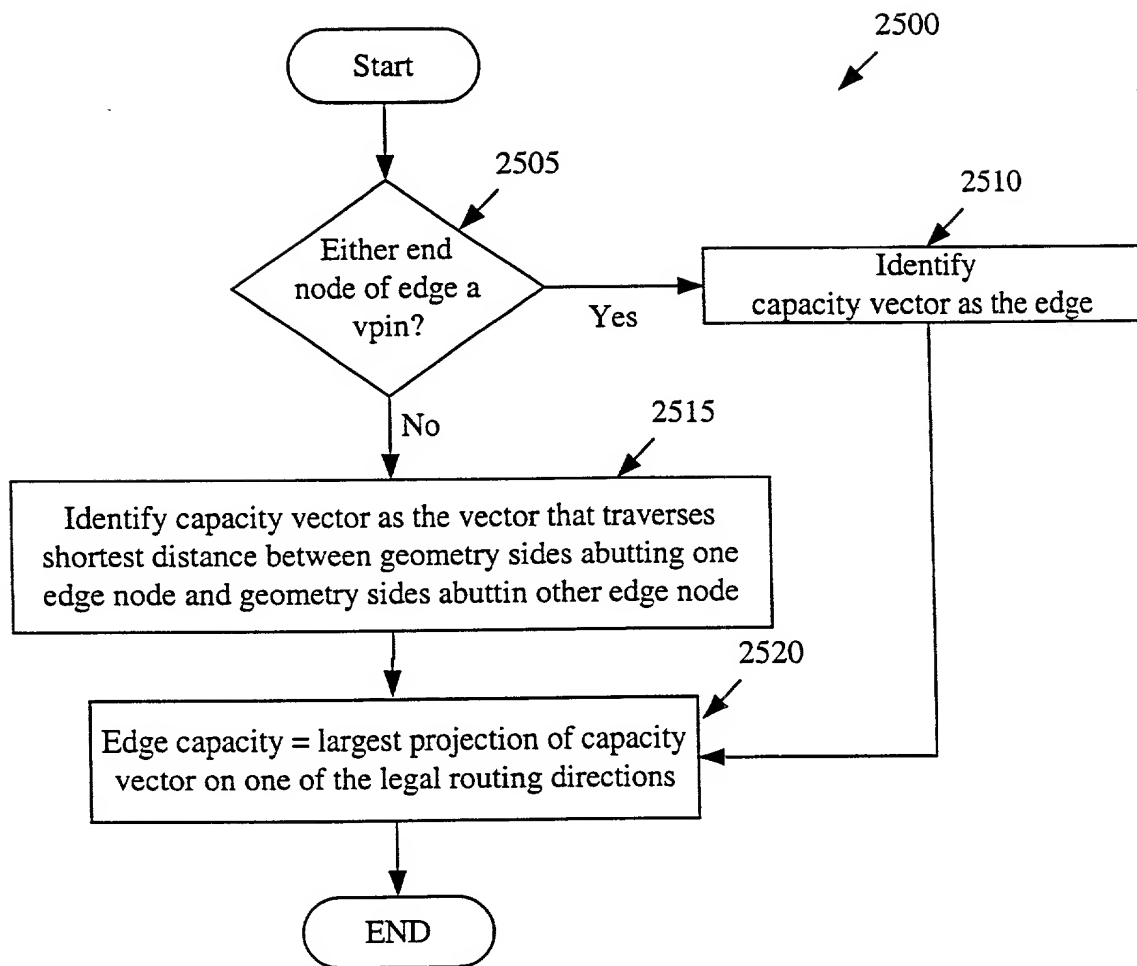 2500
Start
2505
Either end
node of edge a
vpin?
2510
Identify
capacity vector as the edge
Yes
No
2515
Identify capacity vector as the vector that traverses
shortest distance between geometry sides abutting one
edge node and geometry sides abuttin other edge node
2520
Edge capacity = largest projection of capacity
vector on one of the legal routing directions
END